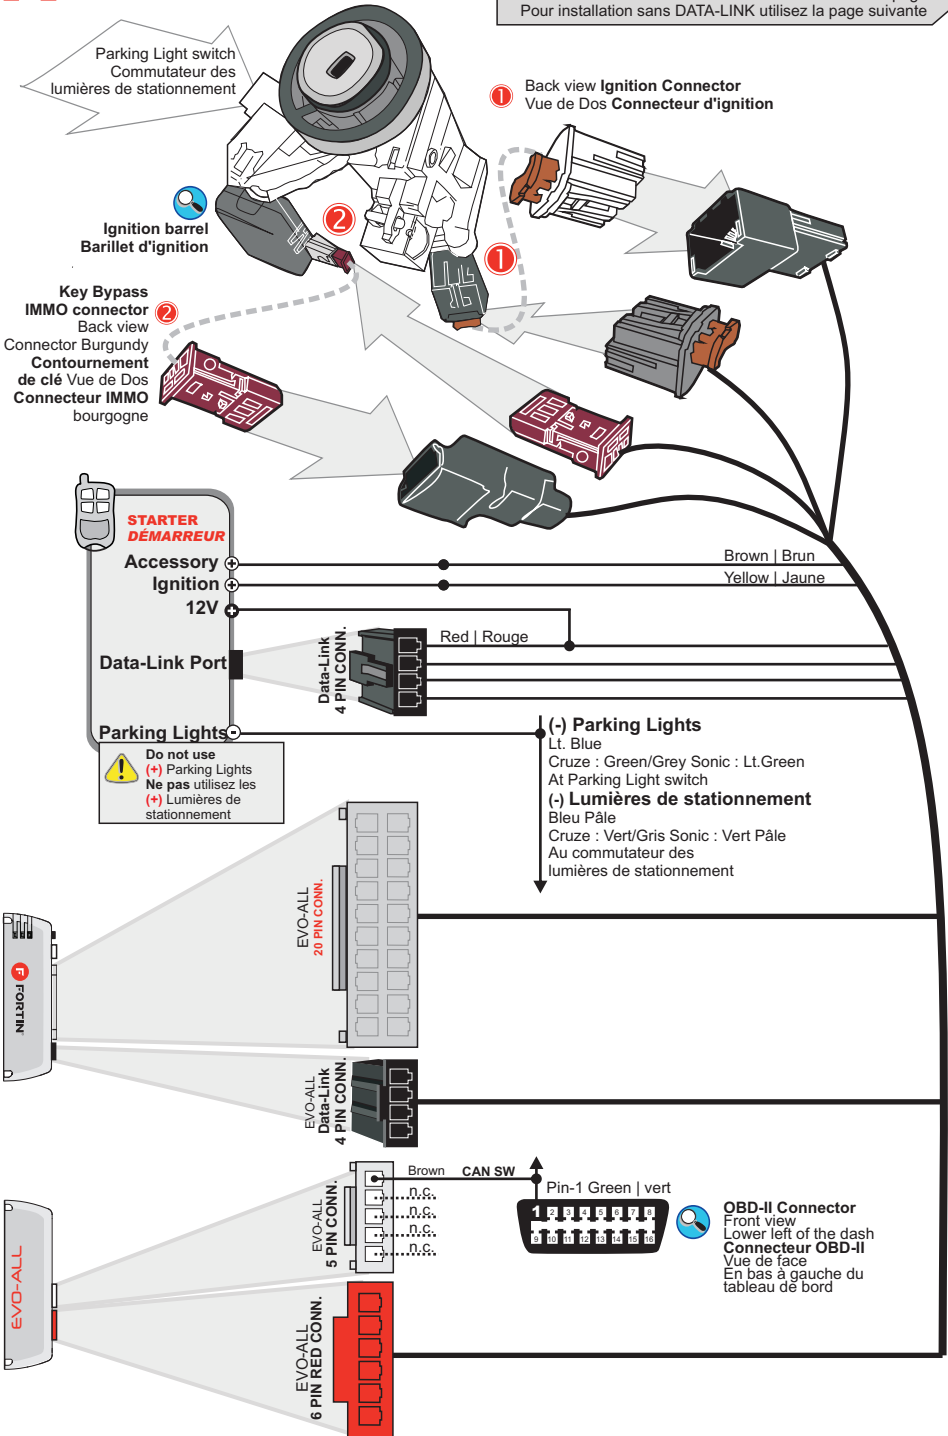 Pour installation sans DATA-LINK utilisez la page suivante
Parking Light switch
Commutateur des
lumières de stationnement
1
Back view Ignition Connector
Vue de Dos Connecteur d'ignition
Ignition barrel
Barillet d'ignition
2
1
Key Bypass
IMMO connector
Back view
Connector Burgundy
Contournement
de clé Vue de Dos
Connecteur IMMO
bourgogne
2
STARTER
DÉMARREUR
Accessory
Ignition
12V
Data-Link Port
Parking Lights
Brown | Brun
Yellow | Jaune
Red | Rouge
Data-Link
4 PIN CONN.
Do not use
(+) Parking Lights
Ne pas utilisez les
(+) Lumières de
stationnement
(-) Parking Lights
Lt. Blue
Cruze : Green/Grey Sonic : Lt.Green
At Parking Light switch
(-) Lumières de stationnement
Bleu Pâle
Cruze : Vert/Gris Sonic : Vert Pâle
Au commutateur des
lumières de stationnement
EVO-ALL
20 PIN CONN.
FORTIN
EVO-ALL
Data-Link
4 PIN CONN.
EVO-ALL
5 PIN CONN.
Brown CAN SW
n.c.
n.c.
n.c.
n.c.
Pin-1 Green | vert
1 2 3 4 5 6 7 8
9 10 11 12 13 14 15 16
OBD-II Connector
Front view
Lower left of the dash
Connecteur OBD-II
Vue de face
En bas à gauche du
tableau de bord
EVO-ALL
EVO-ALL
6 PIN RED CONN.